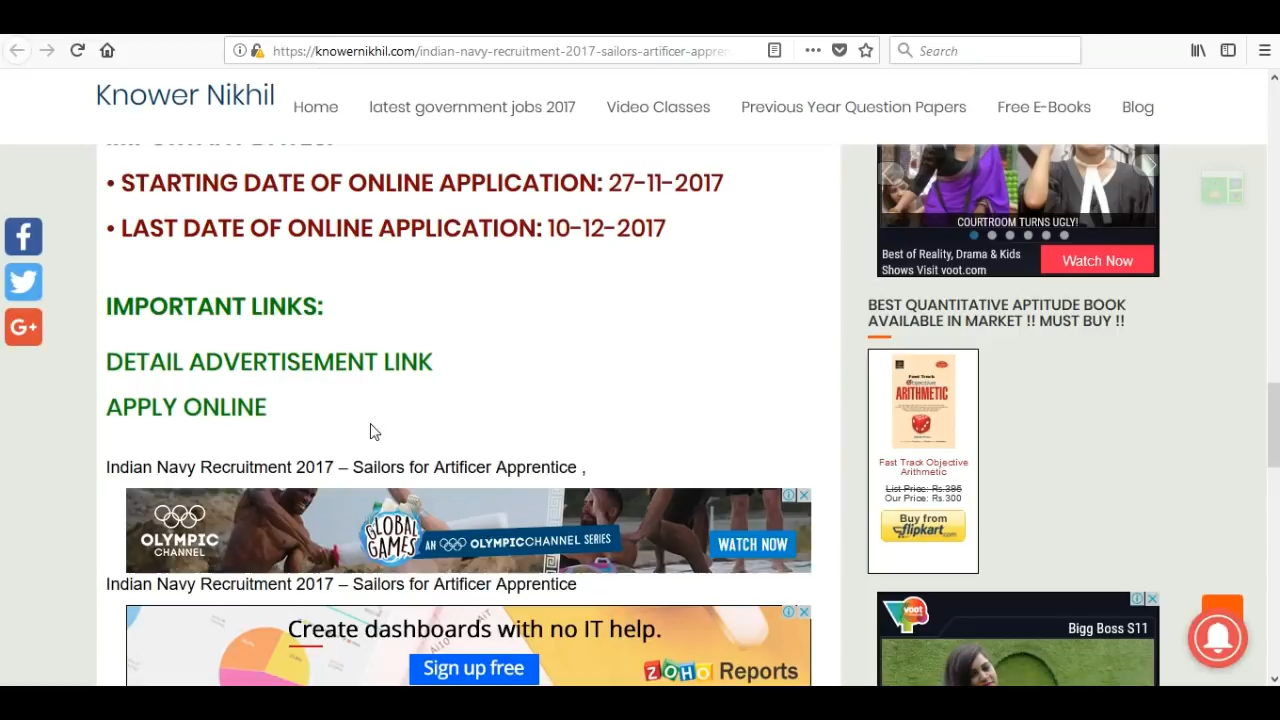 https://knowernikhil.com/indian-navy-recruitment-2017-sailors-artificer-appren
Search
Knower Nikhil
Home
latest government jobs 2017
Video Classes
Previous Year Question Papers
Free E-Books
Blog
• STARTING DATE OF ONLINE APPLICATION: 27-11-2017
• LAST DATE OF ONLINE APPLICATION: 10-12-2017
IMPORTANT LINKS:
DETAIL ADVERTISEMENT LINK
APPLY ONLINE
Indian Navy Recruitment 2017 – Sailors for Artificer Apprentice ,
OLYMPIC
CHANNEL
GLOBAL
GAMES
AN OLYMPICCHANNEL SERIES
WATCH NOW
Indian Navy Recruitment 2017 – Sailors for Artificer Apprentice
Create dashboards with no IT help.
Sign up free
ZOHO Reports
COURTROOM TURNS UGLY!
Best of Reality, Drama & Kids
Shows Visit voot.com
Watch Now
BEST QUANTITATIVE APTITUDE BOOK
AVAILABLE IN MARKET !! MUST BUY !!
Fast Track
Objective
ARITHMETIC
Fast Track Objective
Arithmetic
List Price: Rs.395
Our Price: Rs.300
Buy from
flipkart.com
voot
Bigg Boss S11